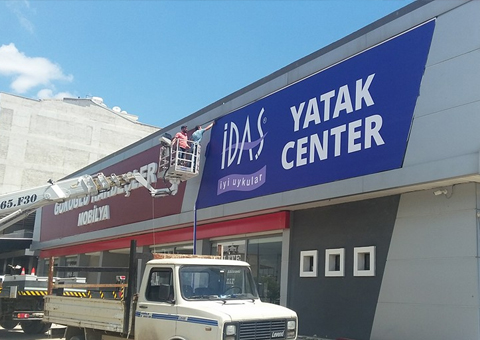 İDAŞ
®
iyi uykular
YATAK
CENTER
MOBİLYA
65.F30